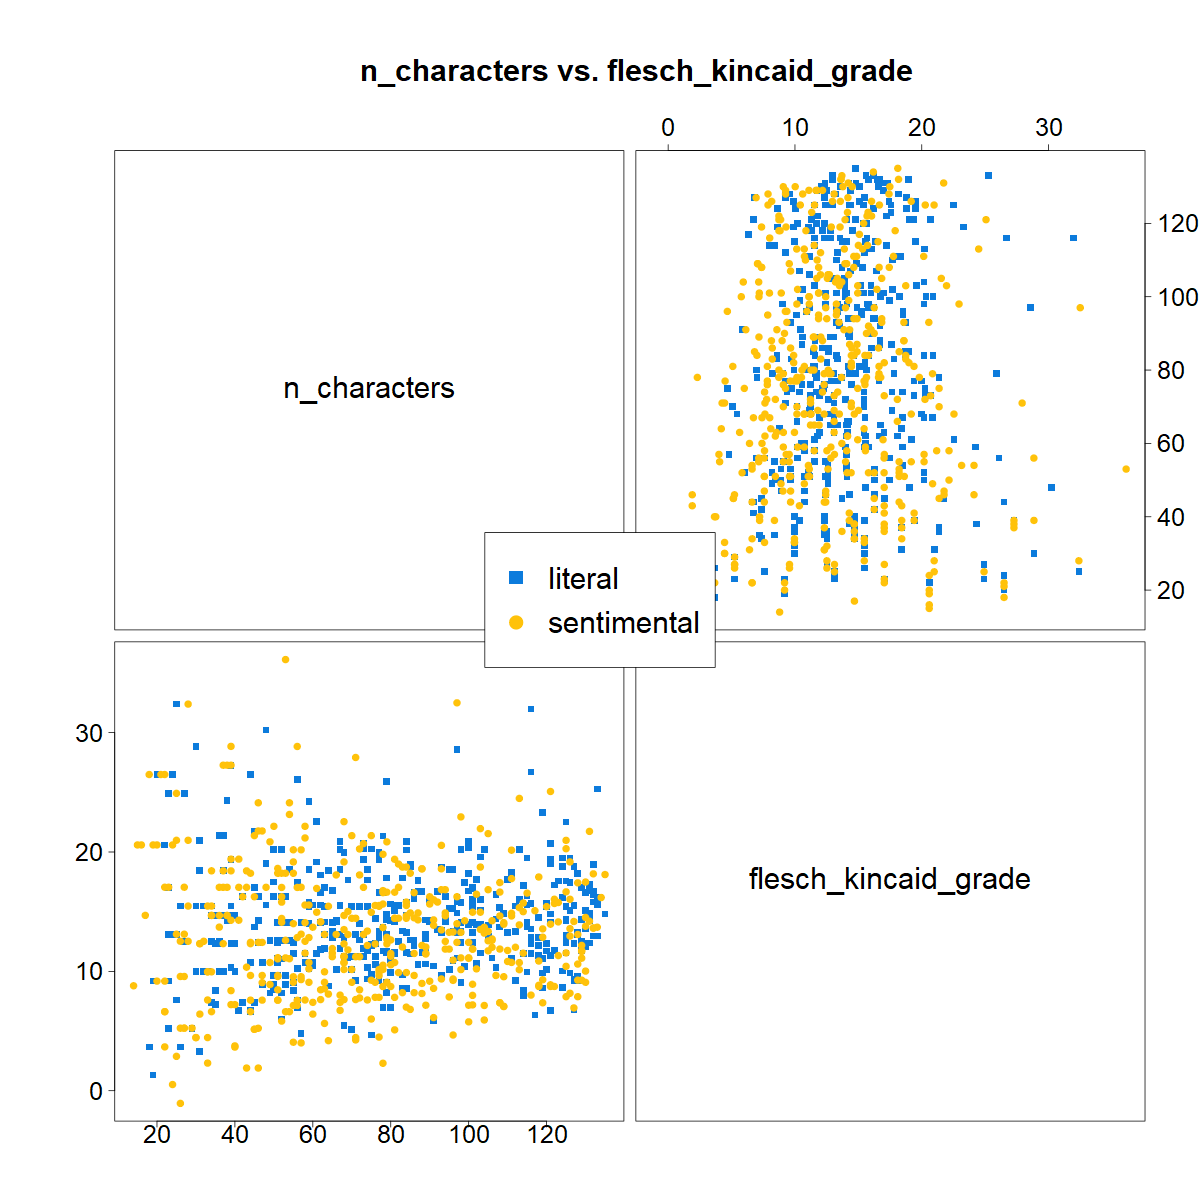 n_characters vs. flesch_kincaid_grade
0 10 20 30
n_characters
120
100
80
60
40
20
literal
sentimental
30
20
10
0
flesch_kincaid_grade
20 40 60 80 100 120